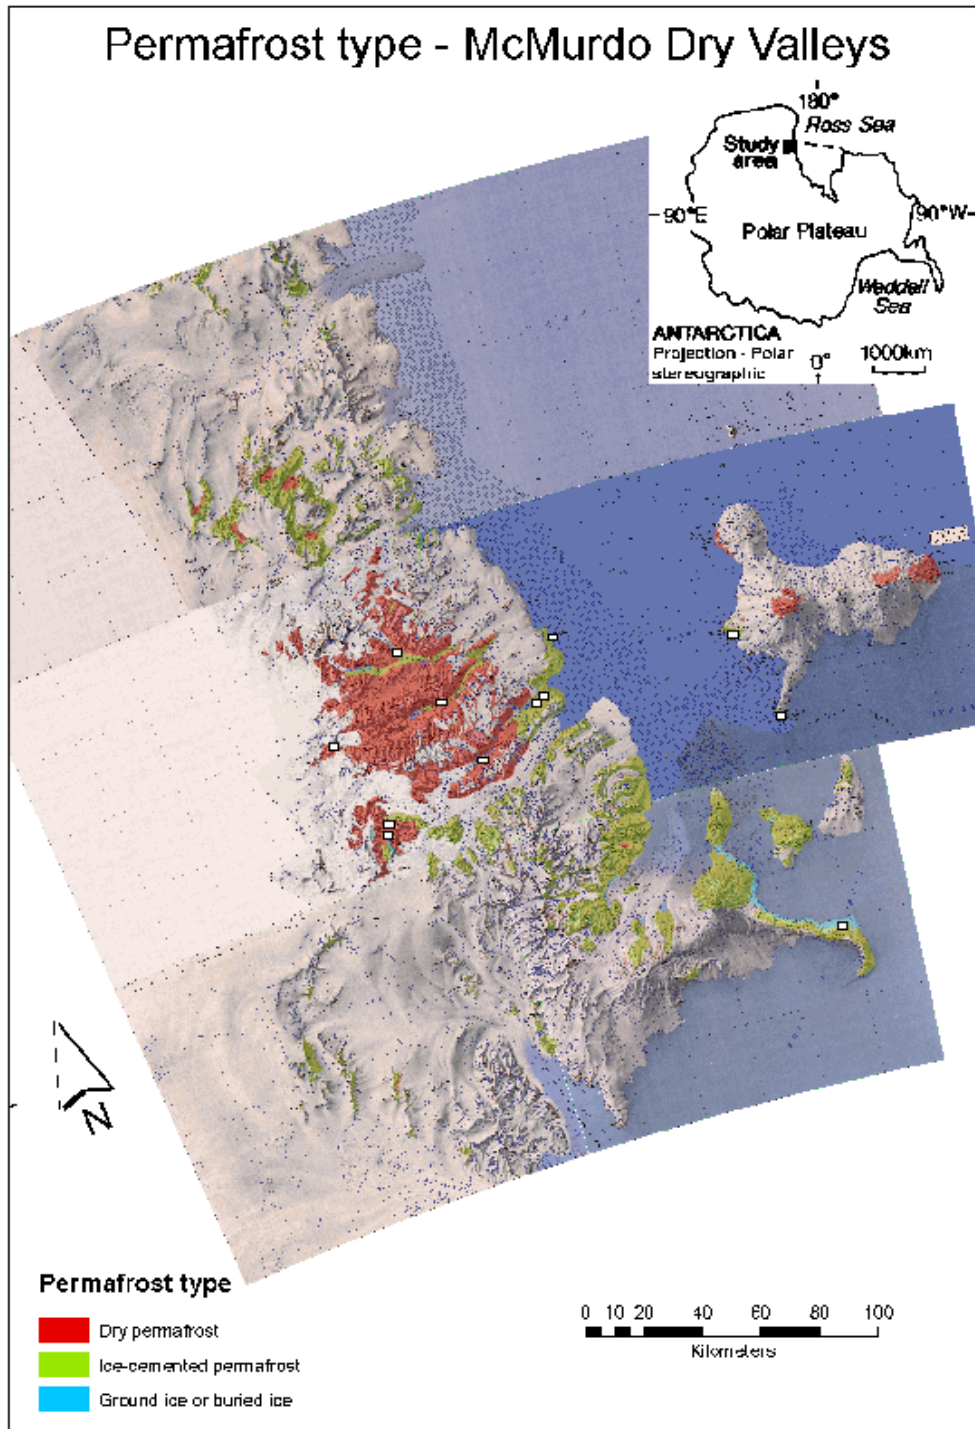 Permafrost type - McMurdo Dry Valleys
180°
Ross Sea
Study
area
90°E
90°W
Polar Plateau
Weddell
Sea
ANTARCTICA
Projection - Polar
stereographic
0°
1000km
N
Permafrost type
Dry permafrost
Ice-cemented permafrost
Ground ice or buried ice
0 10 20 40 60 80 100
Kilometers